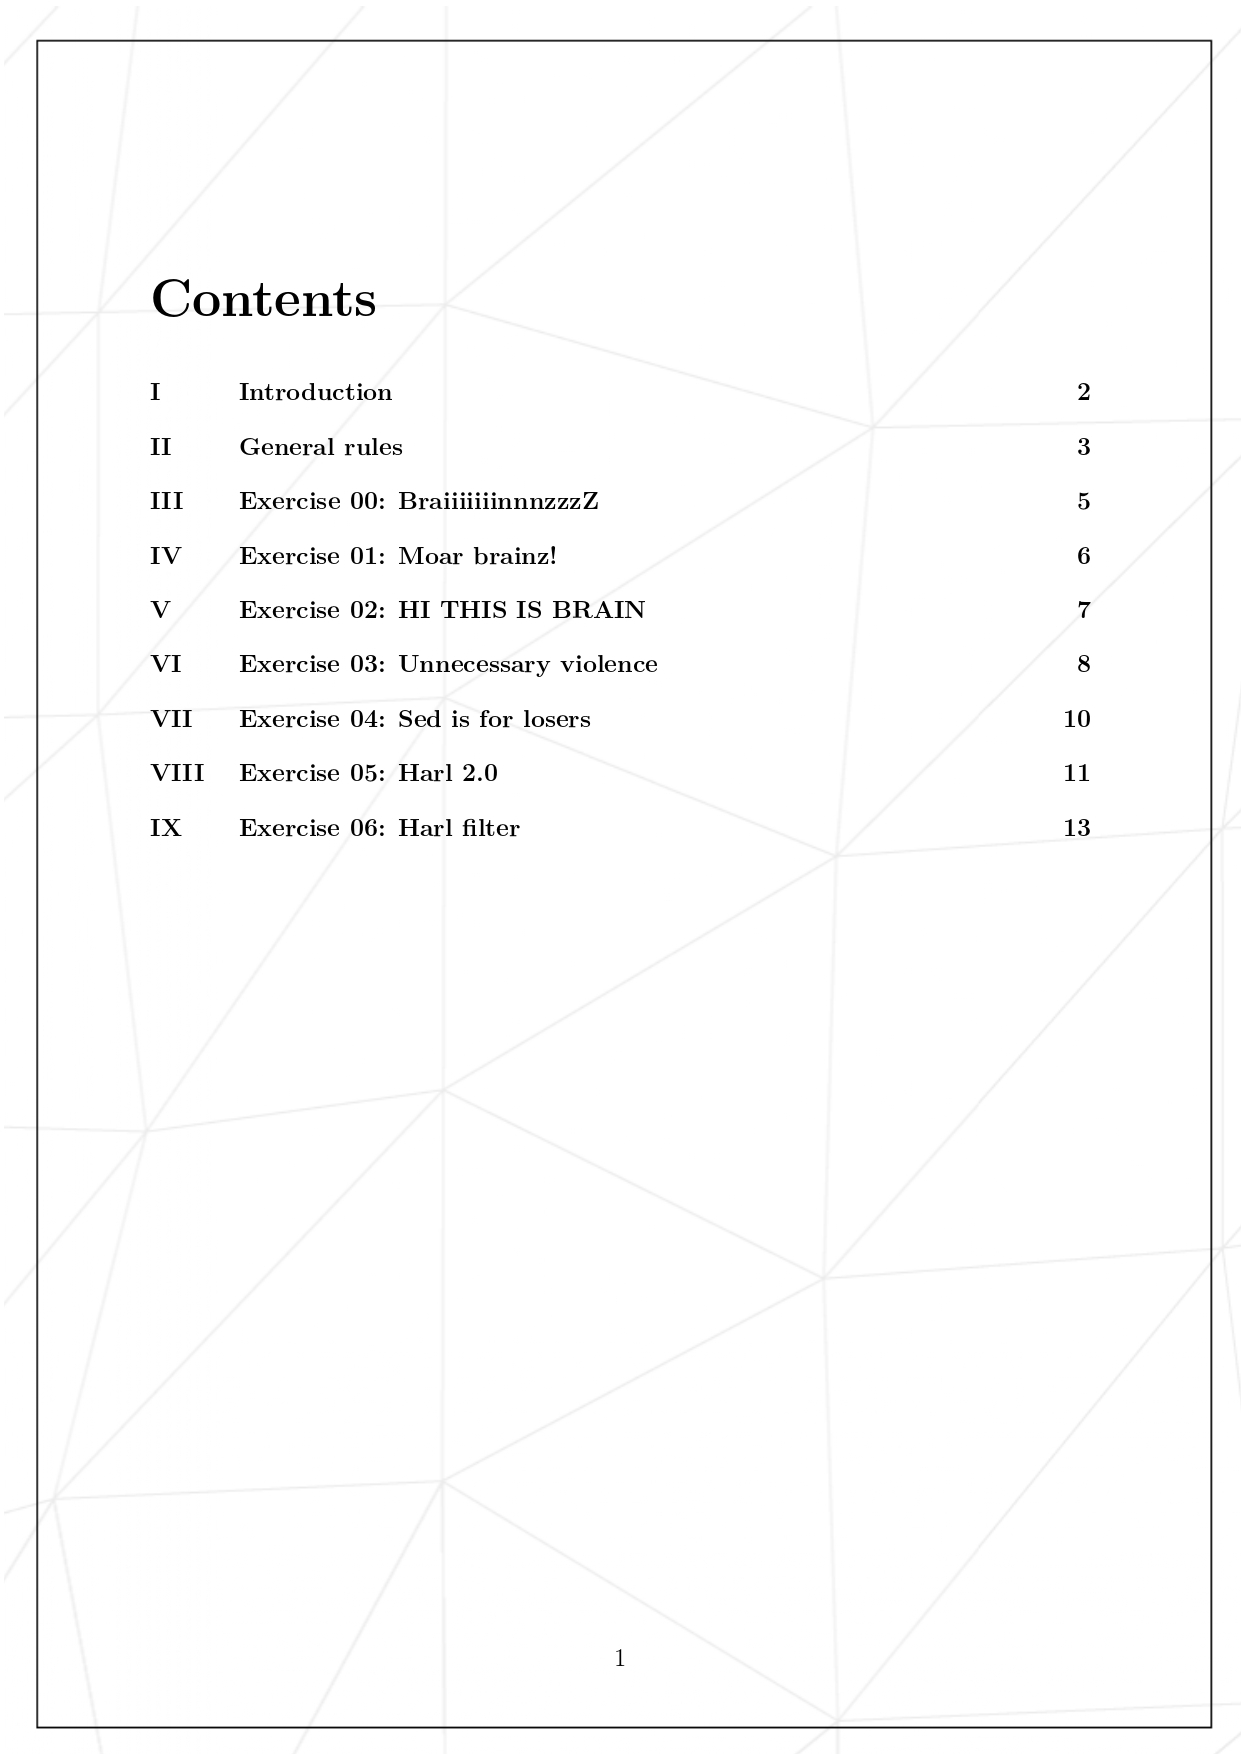 Contents
I Introduction 2
II General rules 3
III Exercise 00: BraiiiiiiinnnzzzZ 5
IV Exercise 01: Moar brainz! 6
V Exercise 02: HI THIS IS BRAIN 7
VI Exercise 03: Unnecessary violence 8
VII Exercise 04: Sed is for losers 10
VIII Exercise 05: Harl 2.0 11
IX Exercise 06: Harl filter 13
1